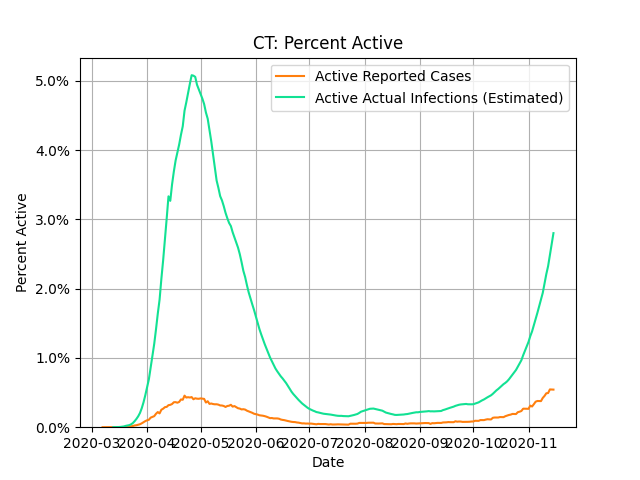 CT: Percent Active
Active Reported Cases
Active Actual Infections (Estimated)
5.0%
4.0%
3.0%
2.0%
1.0%
0.0%
Percent Active
2020-03 2020-04 2020-05 2020-06 2020-07 2020-08 2020-09 2020-10 2020-11
Date